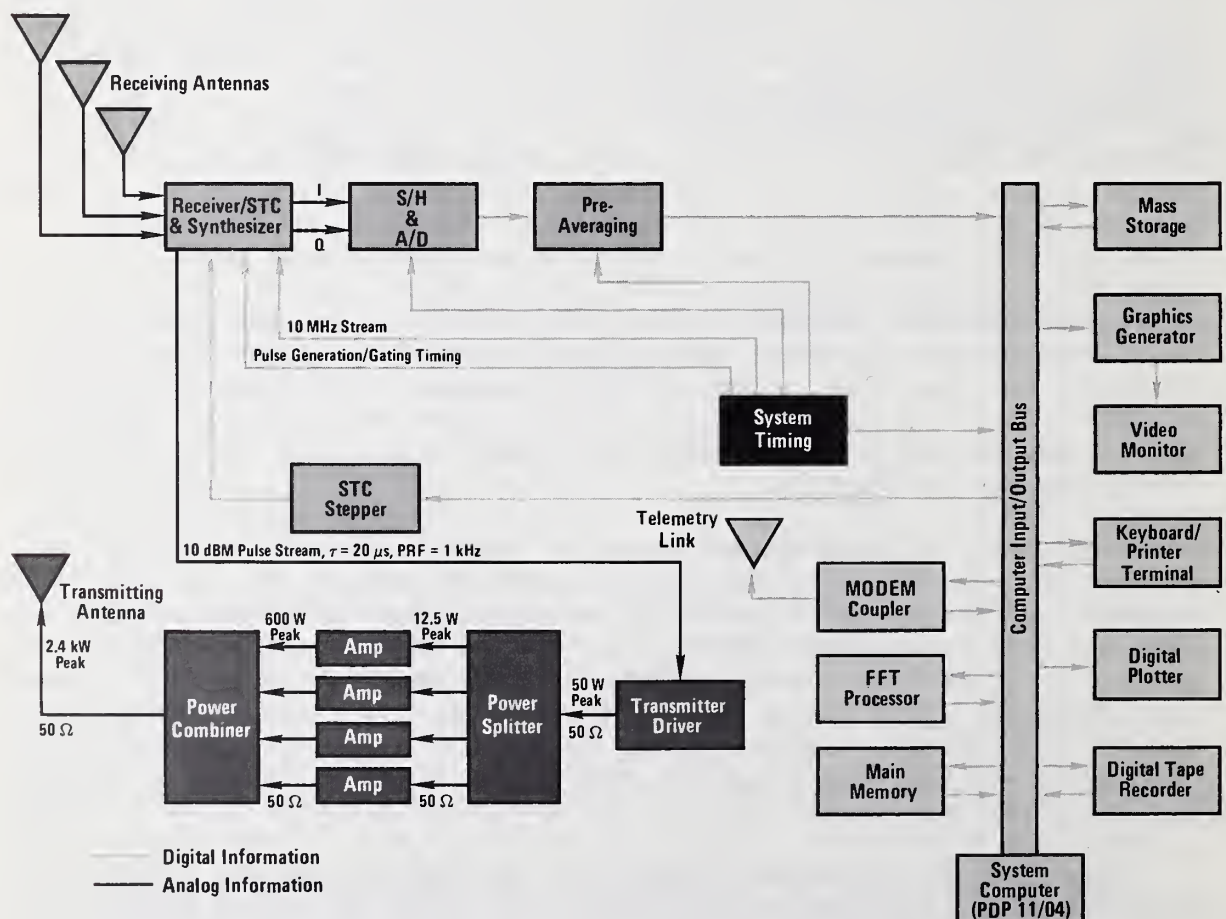 Receiving Antennas
Receiver/STC
& Synthesizer
I
Q
S/H
&
A/D
Pre-
Averaging
Mass
Storage
10 MHz Stream
Pulse Generation/Gating Timing
Graphics
Generator
System
Timing
Video
Monitor
Computer Input/Output Bus
STC
Stepper
Telemetry
Link
Keyboard/
Printer
Terminal
10 dBM Pulse Stream, τ = 20 μs, PRF = 1 kHz
MODEM
Coupler
Transmitting
Antenna
2.4 kW
Peak
50 Ω
Power
Combiner
600 W
Peak
Amp
Amp
Amp
Amp
50 Ω
12.5 W
Peak
50 Ω
Power
Splitter
50 W
Peak
50 Ω
Transmitter
Driver
FFT
Processor
Digital
Plotter
Main
Memory
Digital Tape
Recorder
Digital Information
Analog Information
System
Computer
(PDP 11/04)